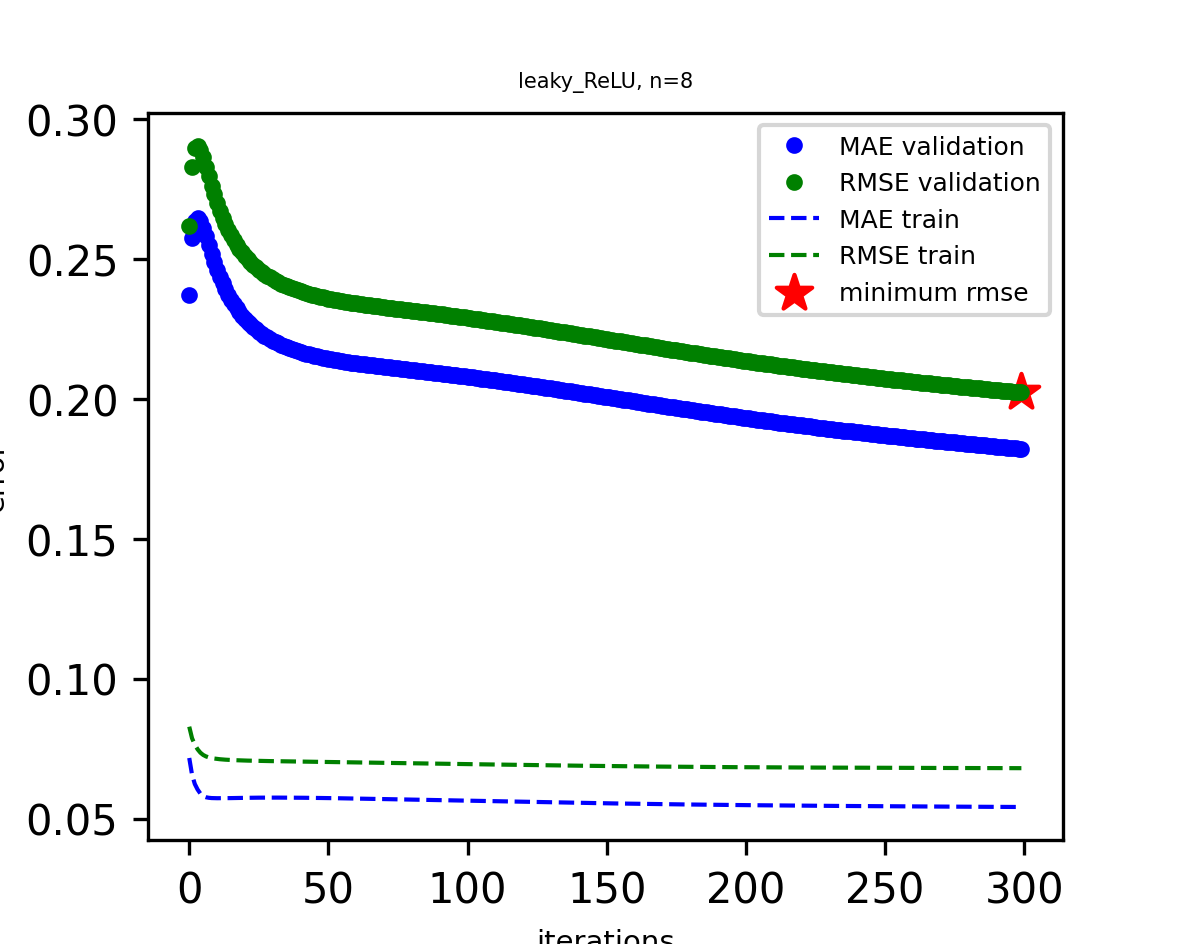 leaky_ReLU, n=8
0.30
0.25
0.20
0.15
0.10
0.05
MAE validation
RMSE validation
MAE train
RMSE train
minimum rmse
0 50 100 150 200 250 300
iterations